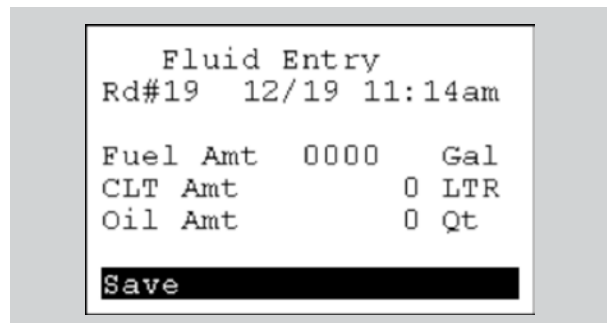 Fluid Entry
Rd#19 12/19 11:14am
Fuel Amt 0000 Gal
CLT Amt 0 LTR
Oil Amt 0 Qt
Save